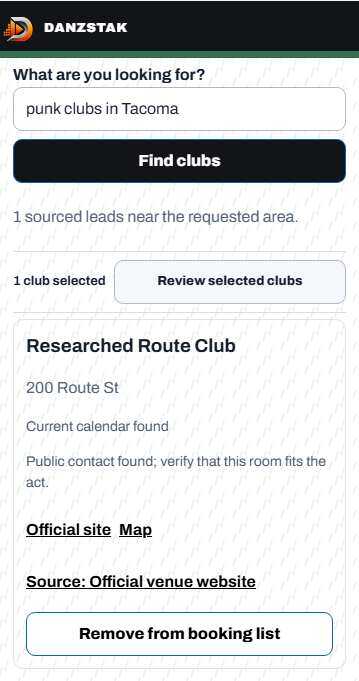 DANZSTAK
What are you looking for?
punk clubs in Tacoma
Find clubs
1 sourced leads near the requested area.
1 club selected
Review selected clubs
Researched Route Club
200 Route St
Current calendar found
Public contact found; verify that this room fits the
act.
Official site Map
Source: Official venue website
Remove from booking list